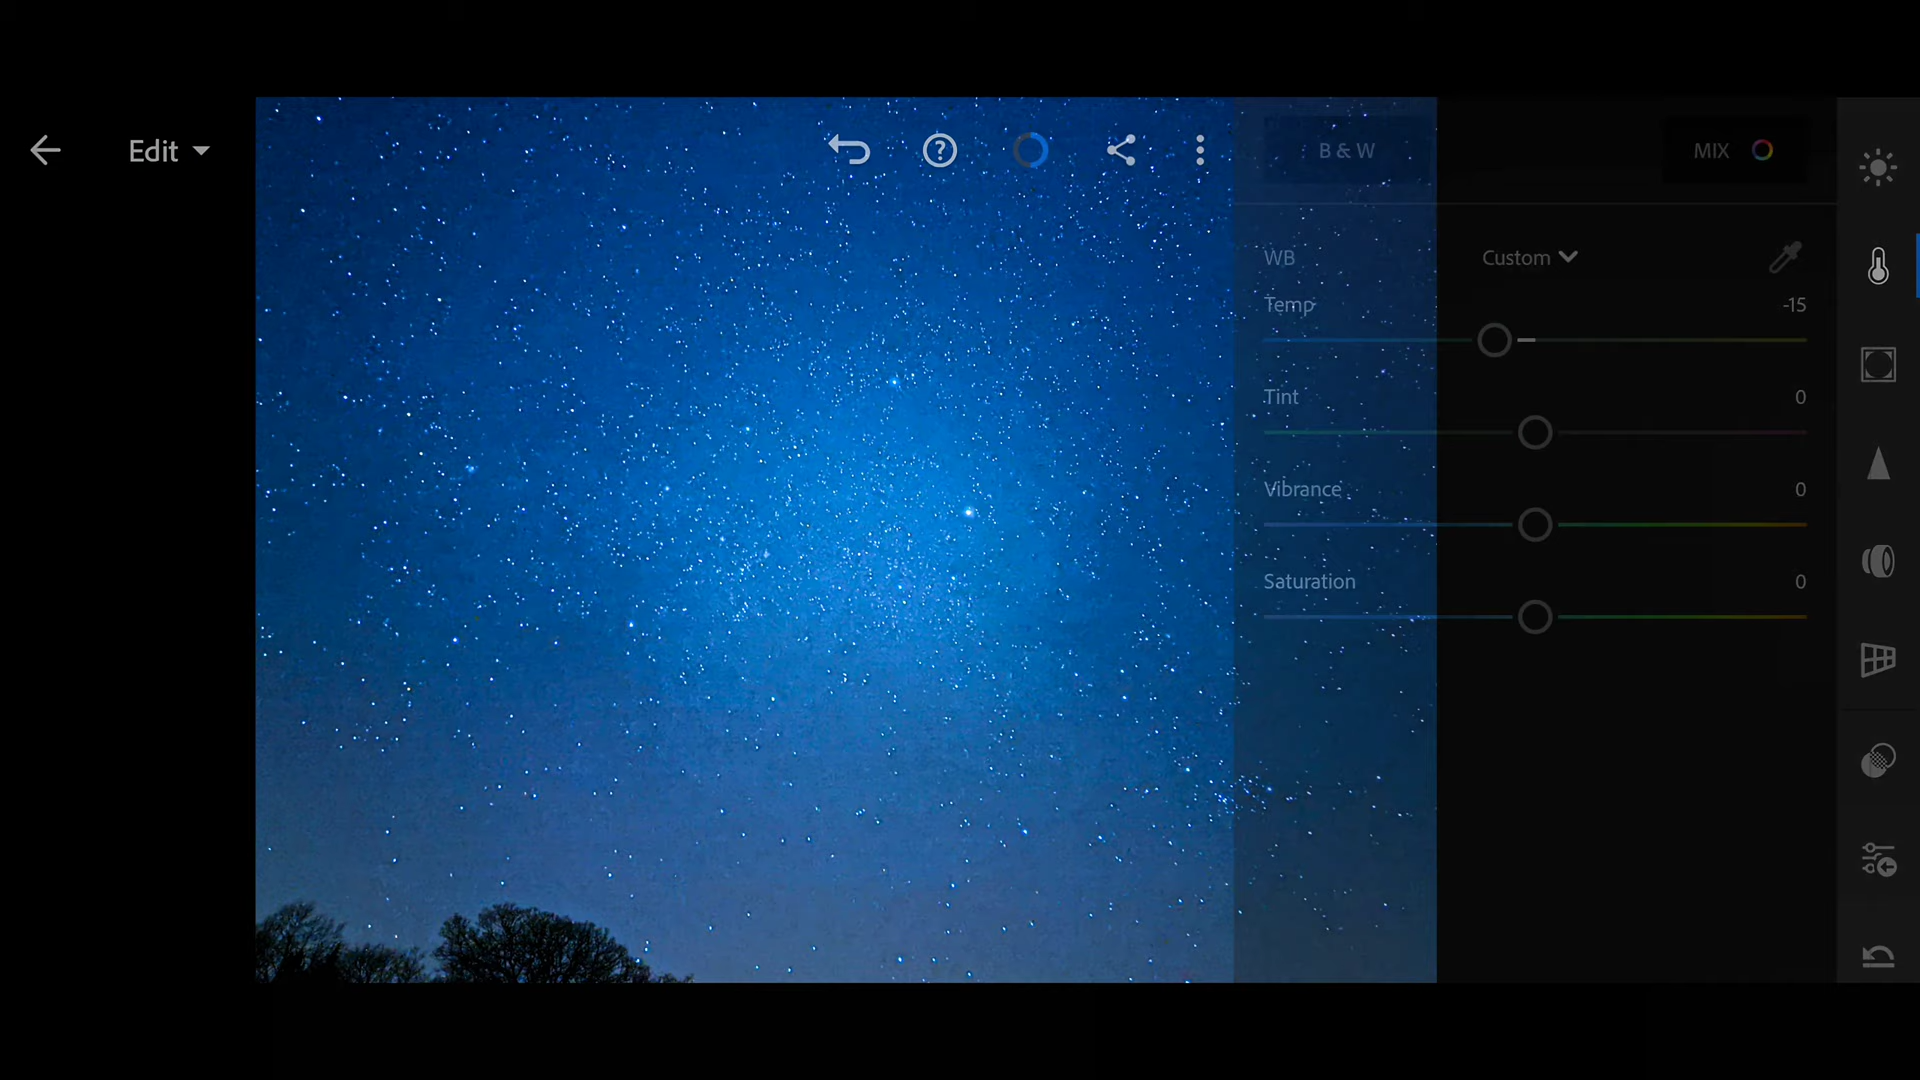 Edit
?
B & W
MIX
WB
Custom
Temp
-15
Tint
0
Vibrance
0
Saturation
0